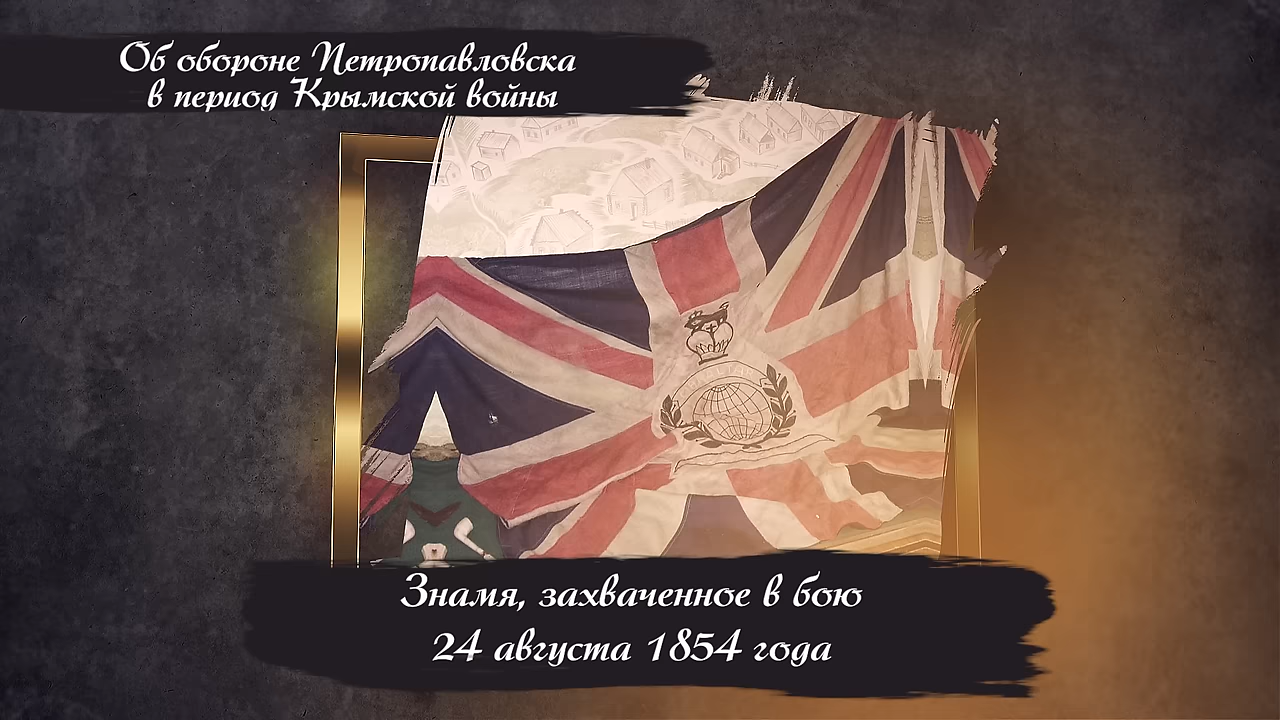 Об обороне Петропавловска
в период Крымской войны
Знамя, захваченное в бою
24 августа 1854 года